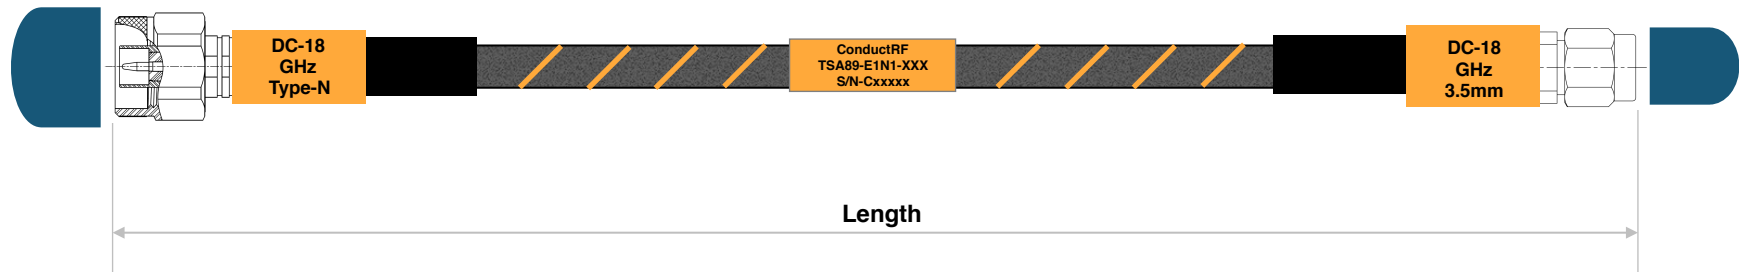 DC-18
GHz
Type-N
ConductRF
TSA89-E1N1-XXX
S/N-Cxxxxx
DC-18
GHz
3.5mm
Length